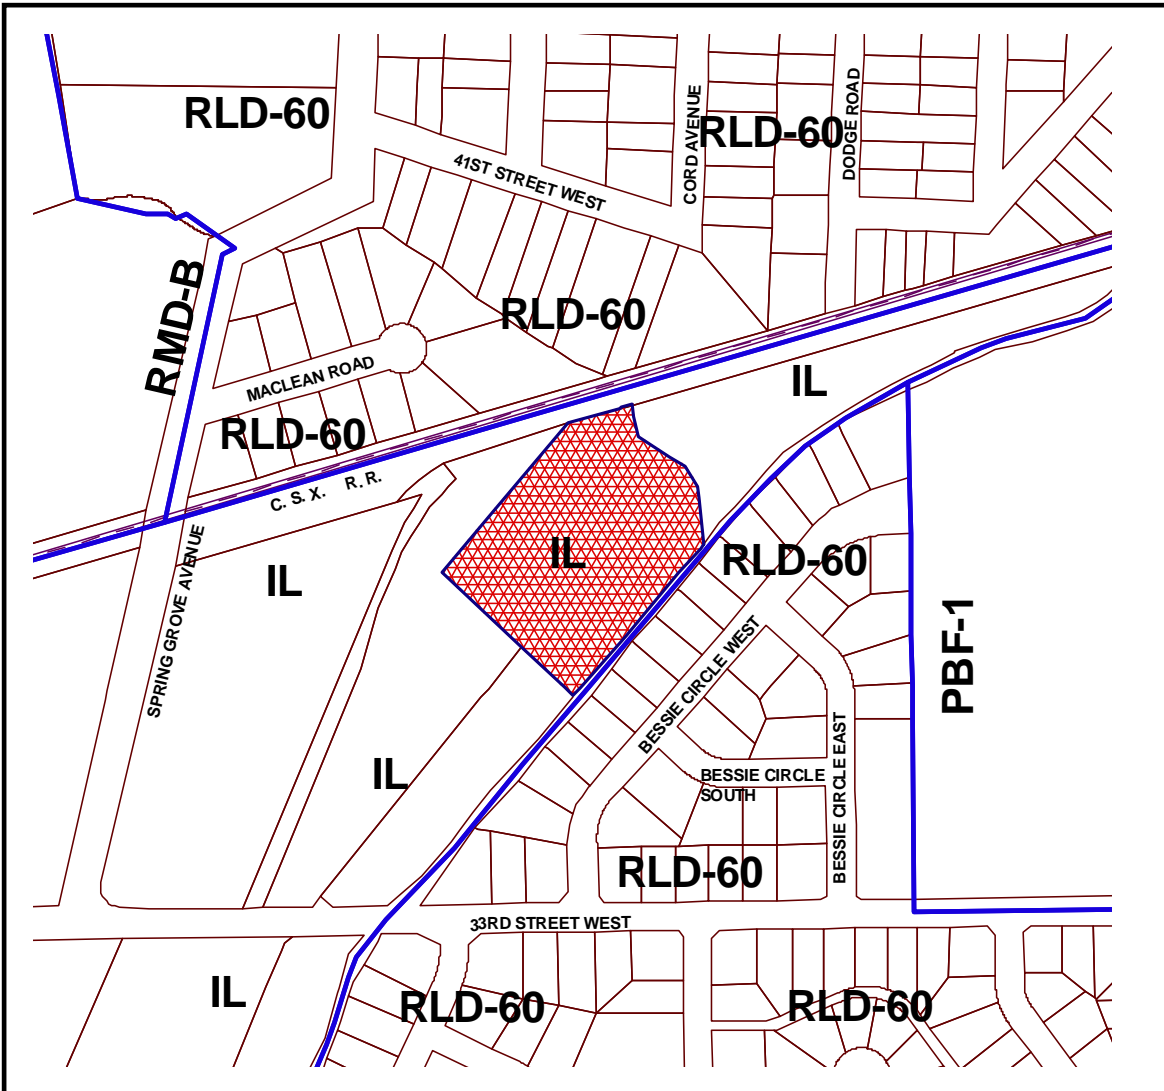 RLD-60
CORD AVENUE
RLD-60
DODGE ROAD
41ST STREET WEST
RMD-B
RLD-60
MACLEAN ROAD
IL
RLD-60
C. S. X. R. R.
IL
IL
RLD-60
SPRING GROVE AVENUE
BESSIE CIRCLE WEST
PBF-1
IL
BESSIE CIRCLE
SOUTH
BESSIE CIRCLE EAST
RLD-60
33RD STREET WEST
IL
RLD-60
RLD-60